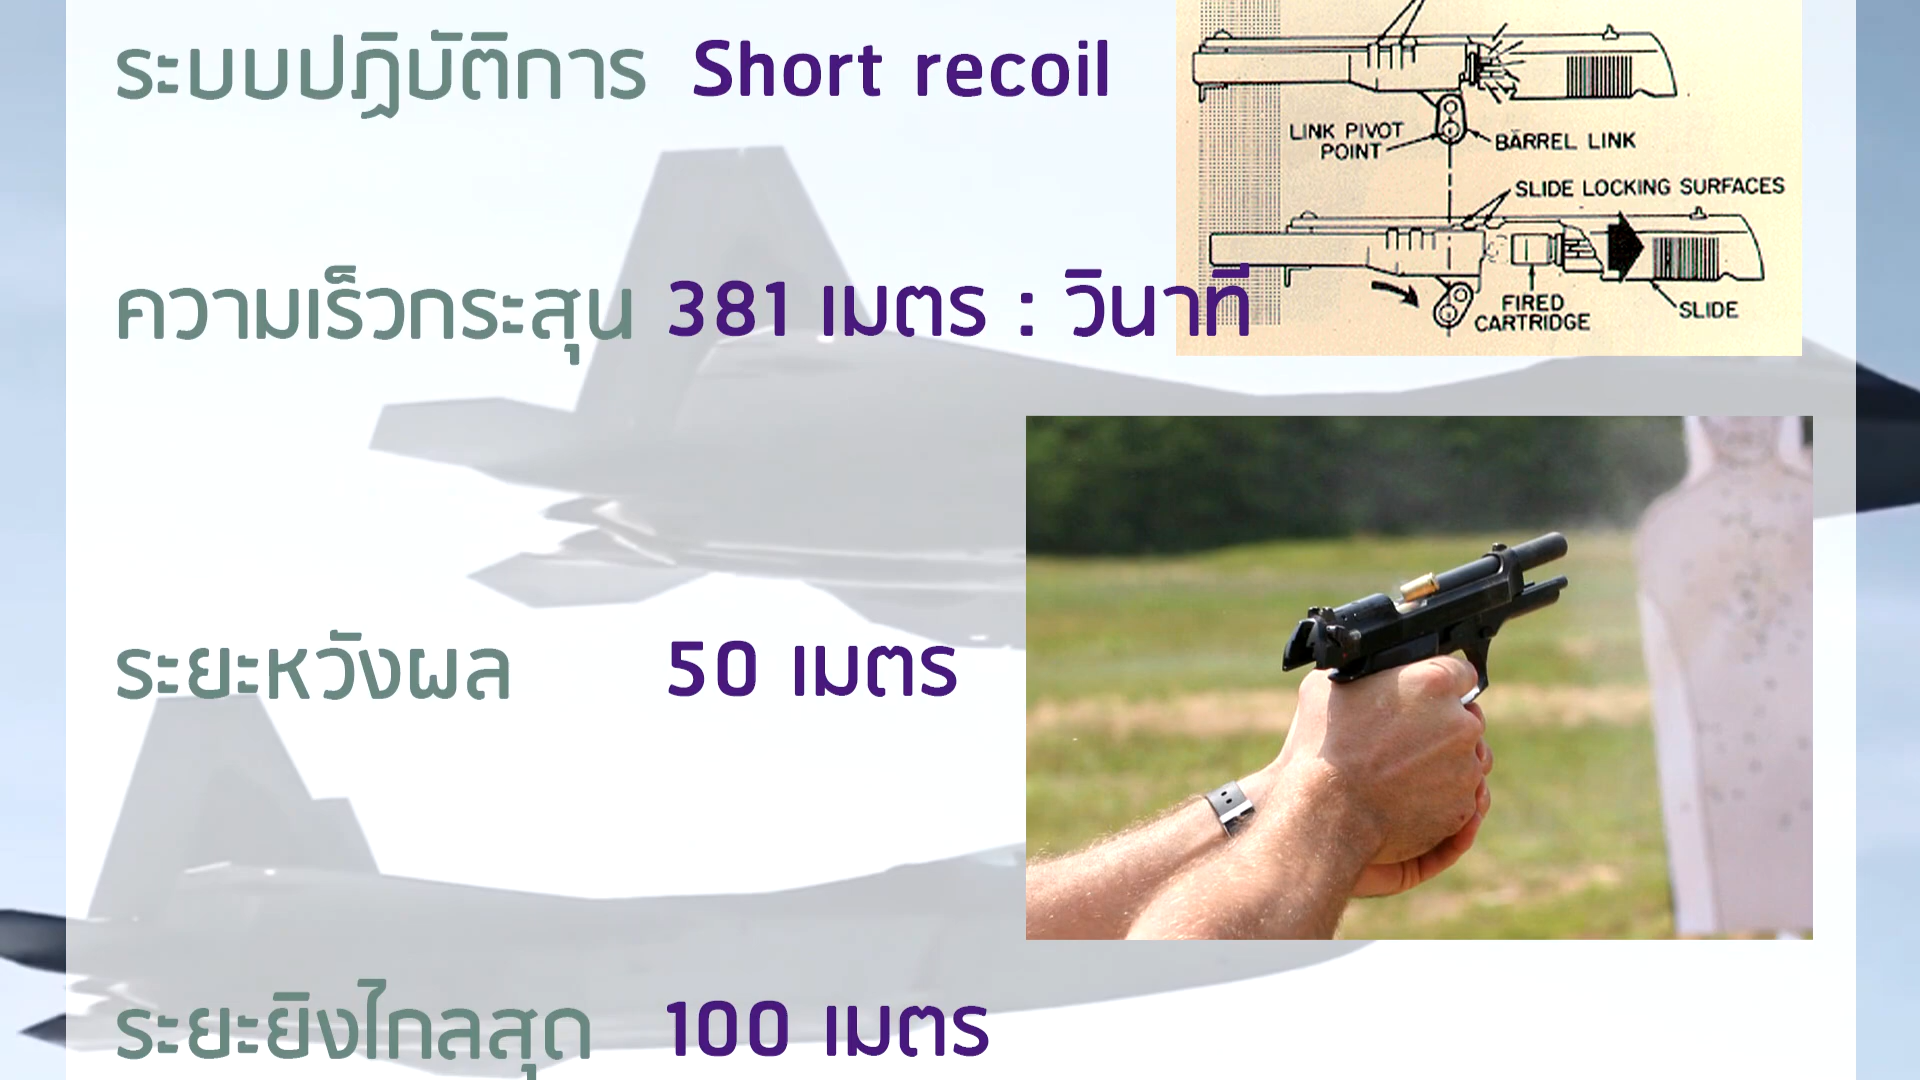 ระบบปฏิบัติการ Short recoil
LINK PIVOT POINT
BARREL LINK
SLIDE LOCKING SURFACES
ความเร็วกระสุน 381 เมตร : วินาที
FIRED CARTRIDGE
SLIDE
ระยะหวังผล 50 เมตร
ระยะยิงไกลสุด 100 เมตร